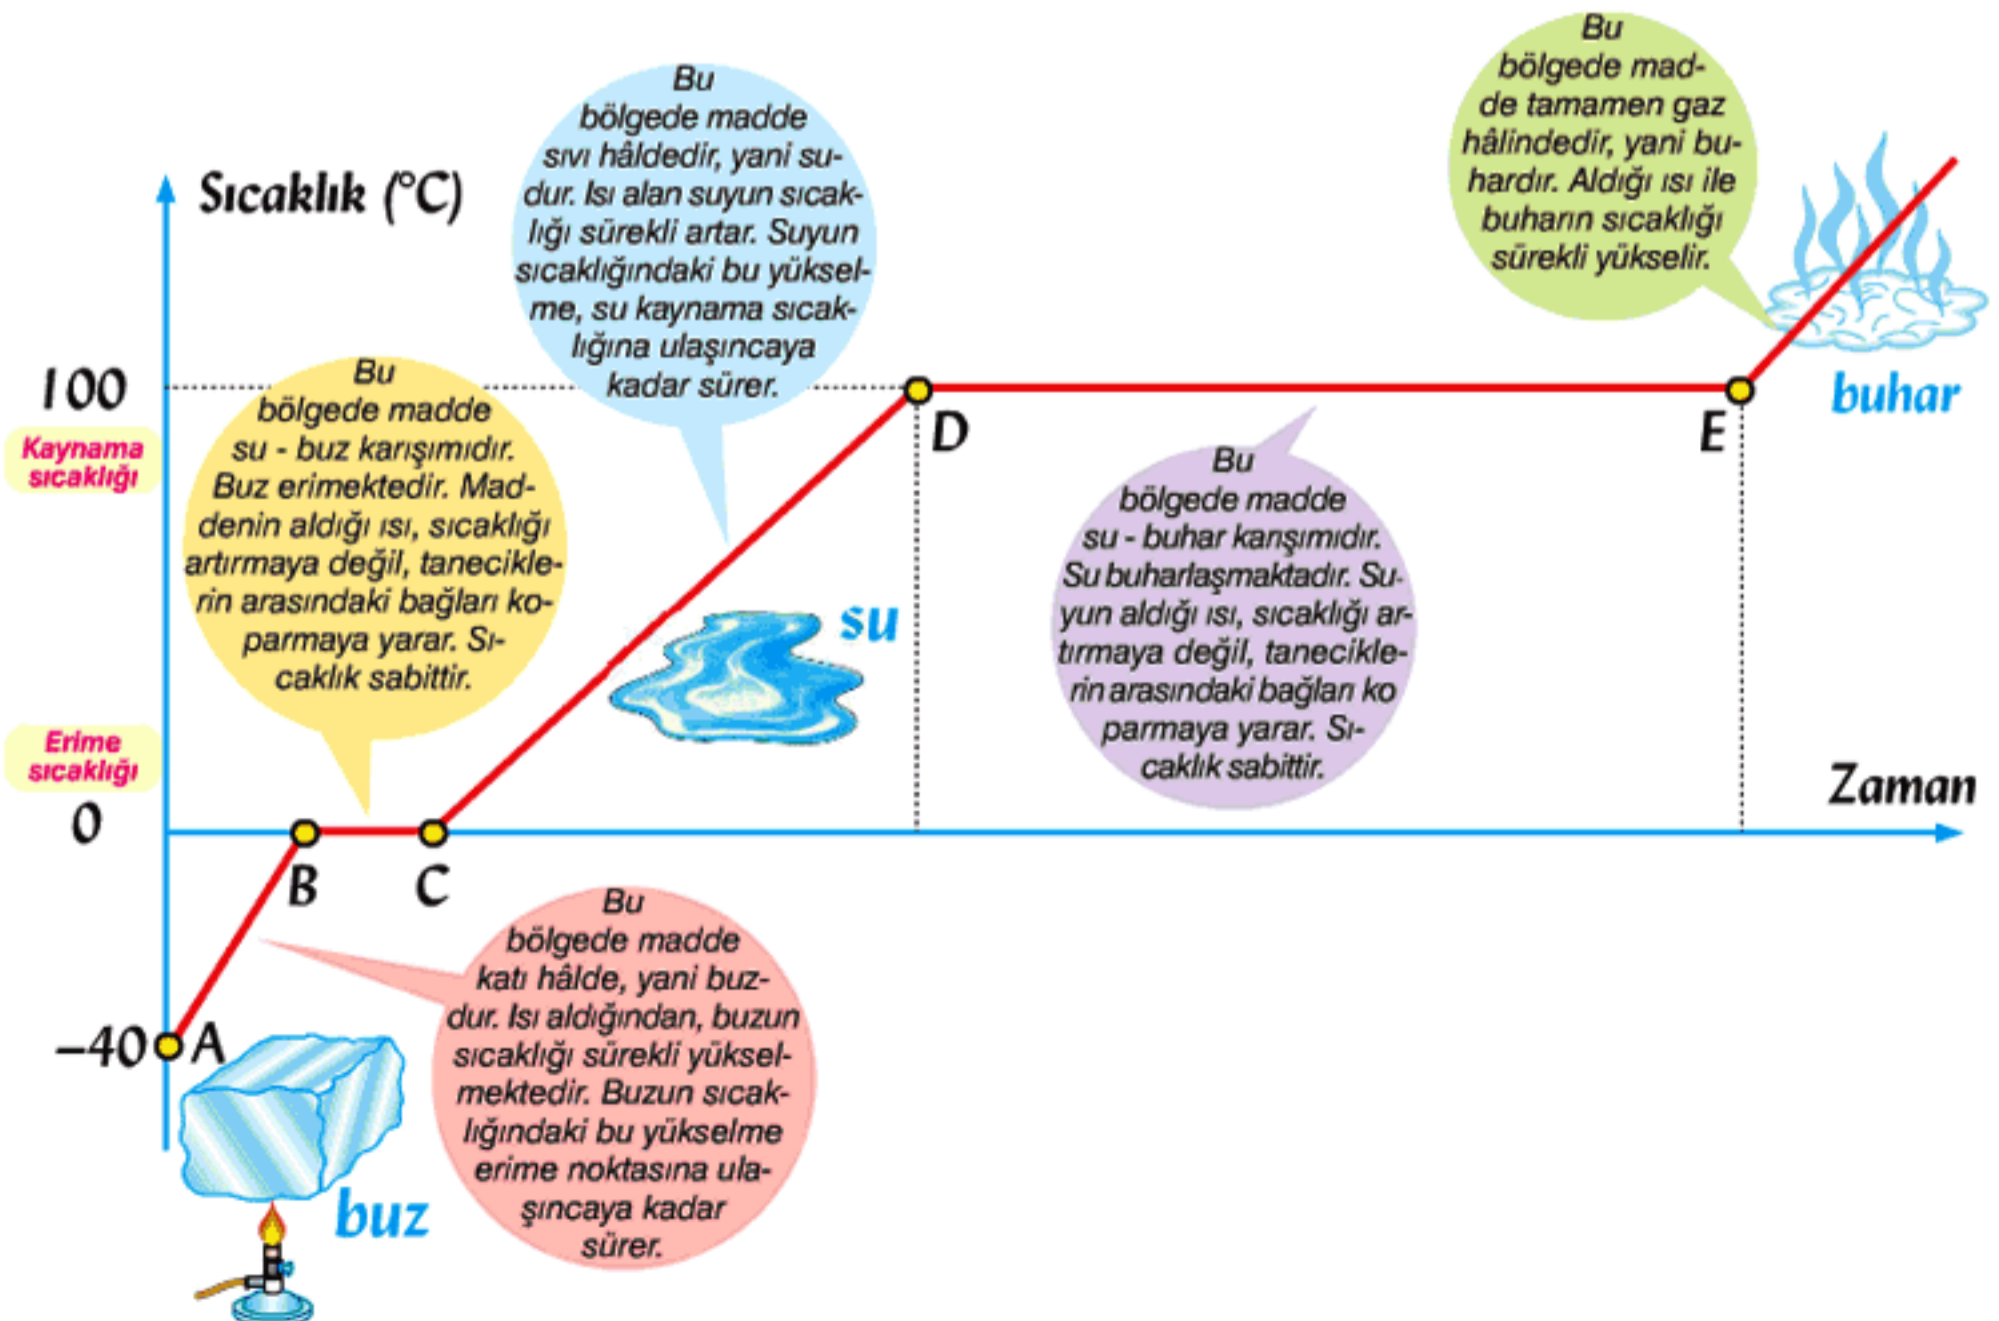 Sıcaklık (°C)
Bu
bölgede madde
sıvı hâldedir, yani su-
dur. Isı alan suyun sıcak-
lığı sürekli artar. Suyun
sıcaklığındaki bu yüksel-
me, su kaynama sıcak-
lığına ulaşıncaya
kadar sürer.
Bu
bölgede mad-
de tamamen gaz
hâlindedir, yani bu-
hardır. Aldığı ısı ile
buharın sıcaklığı
sürekli yükselir.
buhar
100
Kaynama
sıcaklığı
Bu
bölgede madde
su - buz karışımıdır.
Buz erimektedir. Mad-
denin aldığı ısı, sıcaklığı
artırmaya değil, tanecikle-
rin arasındaki bağları ko-
parmaya yarar. Sı-
caklık sabittir.
D
E
Bu
bölgede madde
su - buhar karışımıdır.
Su buharlaşmaktadır. Su-
yun aldığı ısı, sıcaklığı ar-
tırmaya değil, tanecikle-
rin arasındaki bağları ko
parmaya yarar. Sı-
caklık sabittir.
su
Erime
sıcaklığı
0
Zaman
B
C
Bu
bölgede madde
katı hâlde, yani buz-
dur. Isı aldığından, buzun
sıcaklığı sürekli yüksel-
mektedir. Buzun sıcak-
lığındaki bu yükselme
erime noktasına ula-
şıncaya kadar
sürer.
–40
A
buz